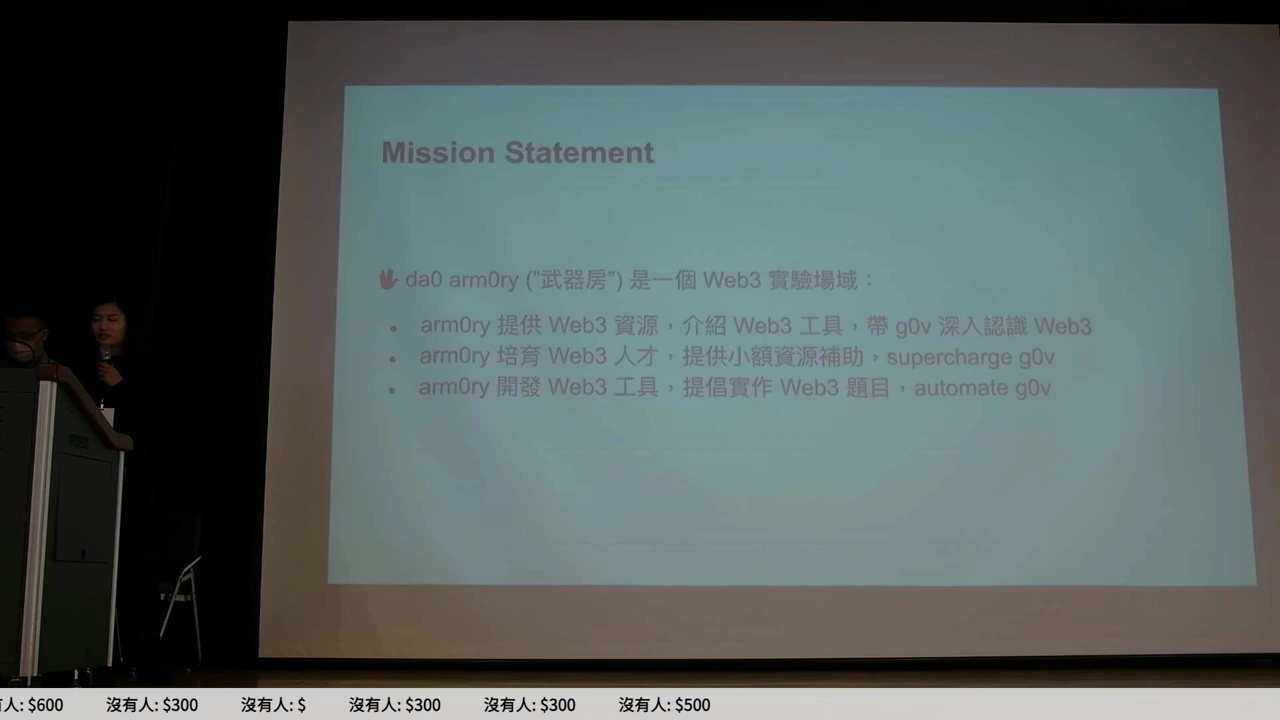 Mission Statement
🖖 da0 arm0ry ("武器房") 是一個 Web3 實驗場域：
• arm0ry 提供 Web3 資源，介紹 Web3 工具，帶 g0v 深入認識 Web3
• arm0ry 培育 Web3 人才，提供小額資源補助，supercharge g0v
• arm0ry 開發 Web3 工具，提倡實作 Web3 題目，automate g0v
人: $600 沒有人: $300 沒有人: $ 沒有人: $300 沒有人: $300 沒有人: $500